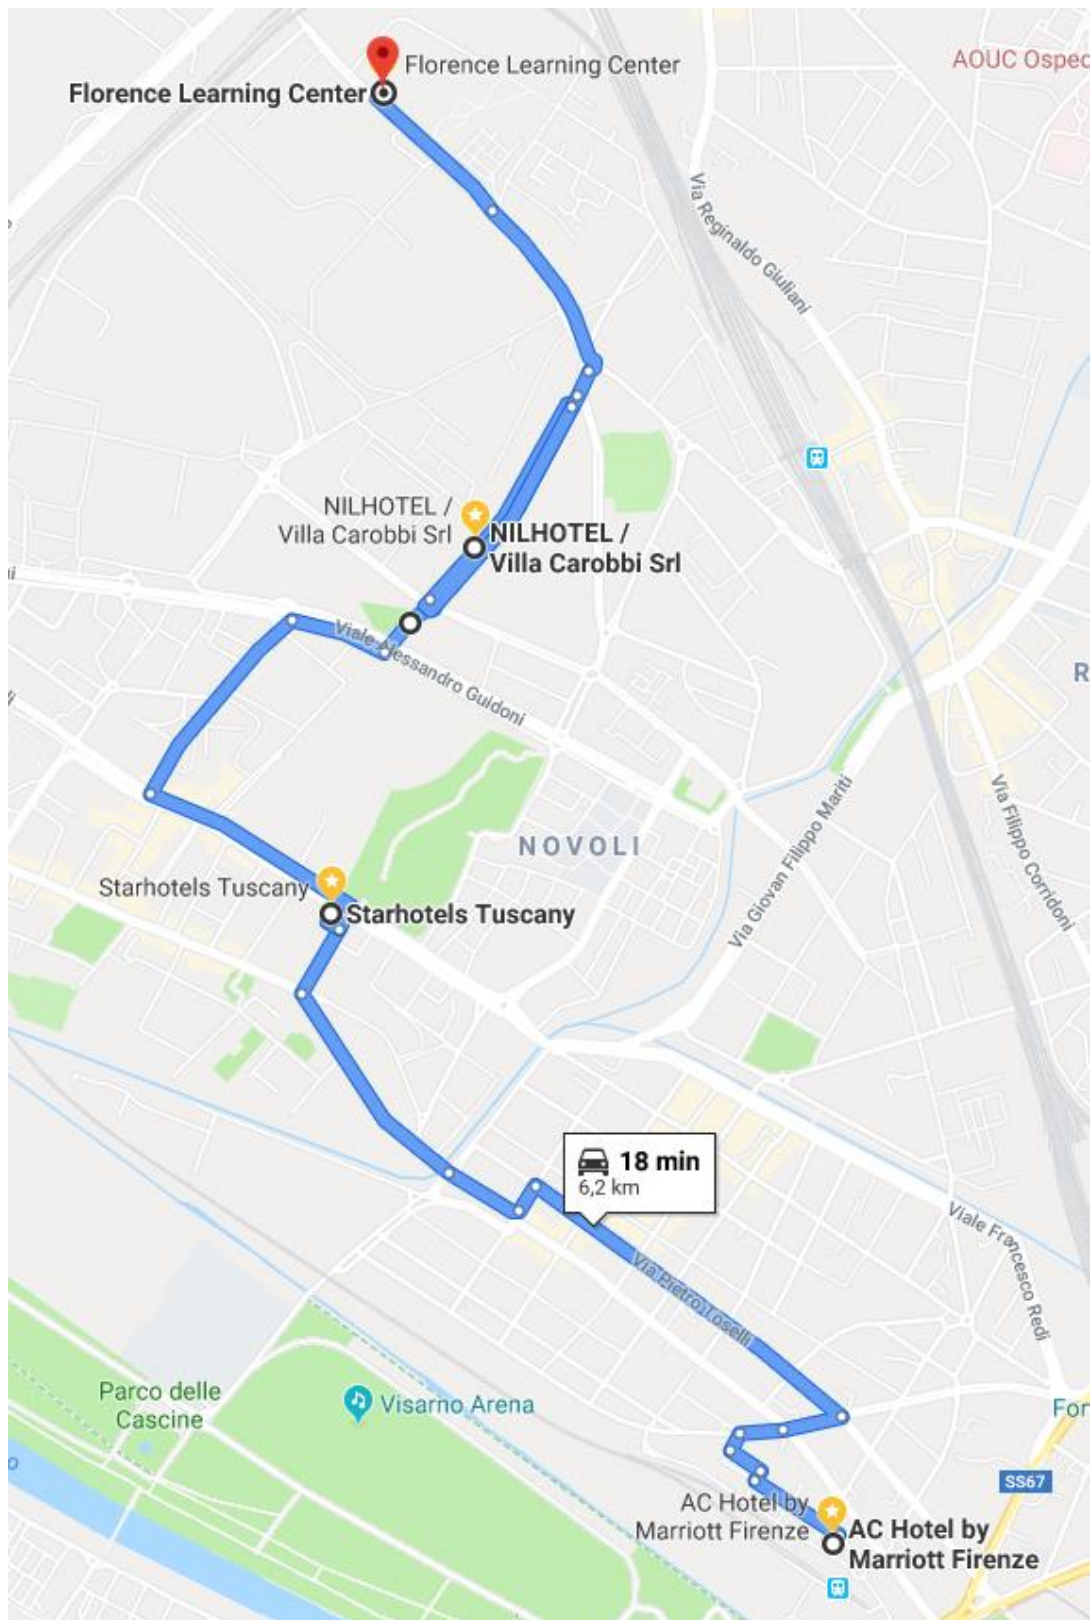 Florence Learning Center
AOUC Osped
Florence Learning Center
Via Reginaldo Giuliani
NILHOTEL /
Villa Carobbi Srl
NILHOTEL /
Villa Carobbi Srl
Viale Alessandro Guidoni
R
NOVOLI
Via Giovan Filippo Mariti
Via Filippo Corridoni
Starhotels Tuscany
Starhotels Tuscany
18 min
6,2 km
Viale Francesco Redi
Via Pietro Toselli
Parco delle
Cascine
Visarno Arena
For
SS67
AC Hotel by
Marriott Firenze
AC Hotel by
Marriott Firenze